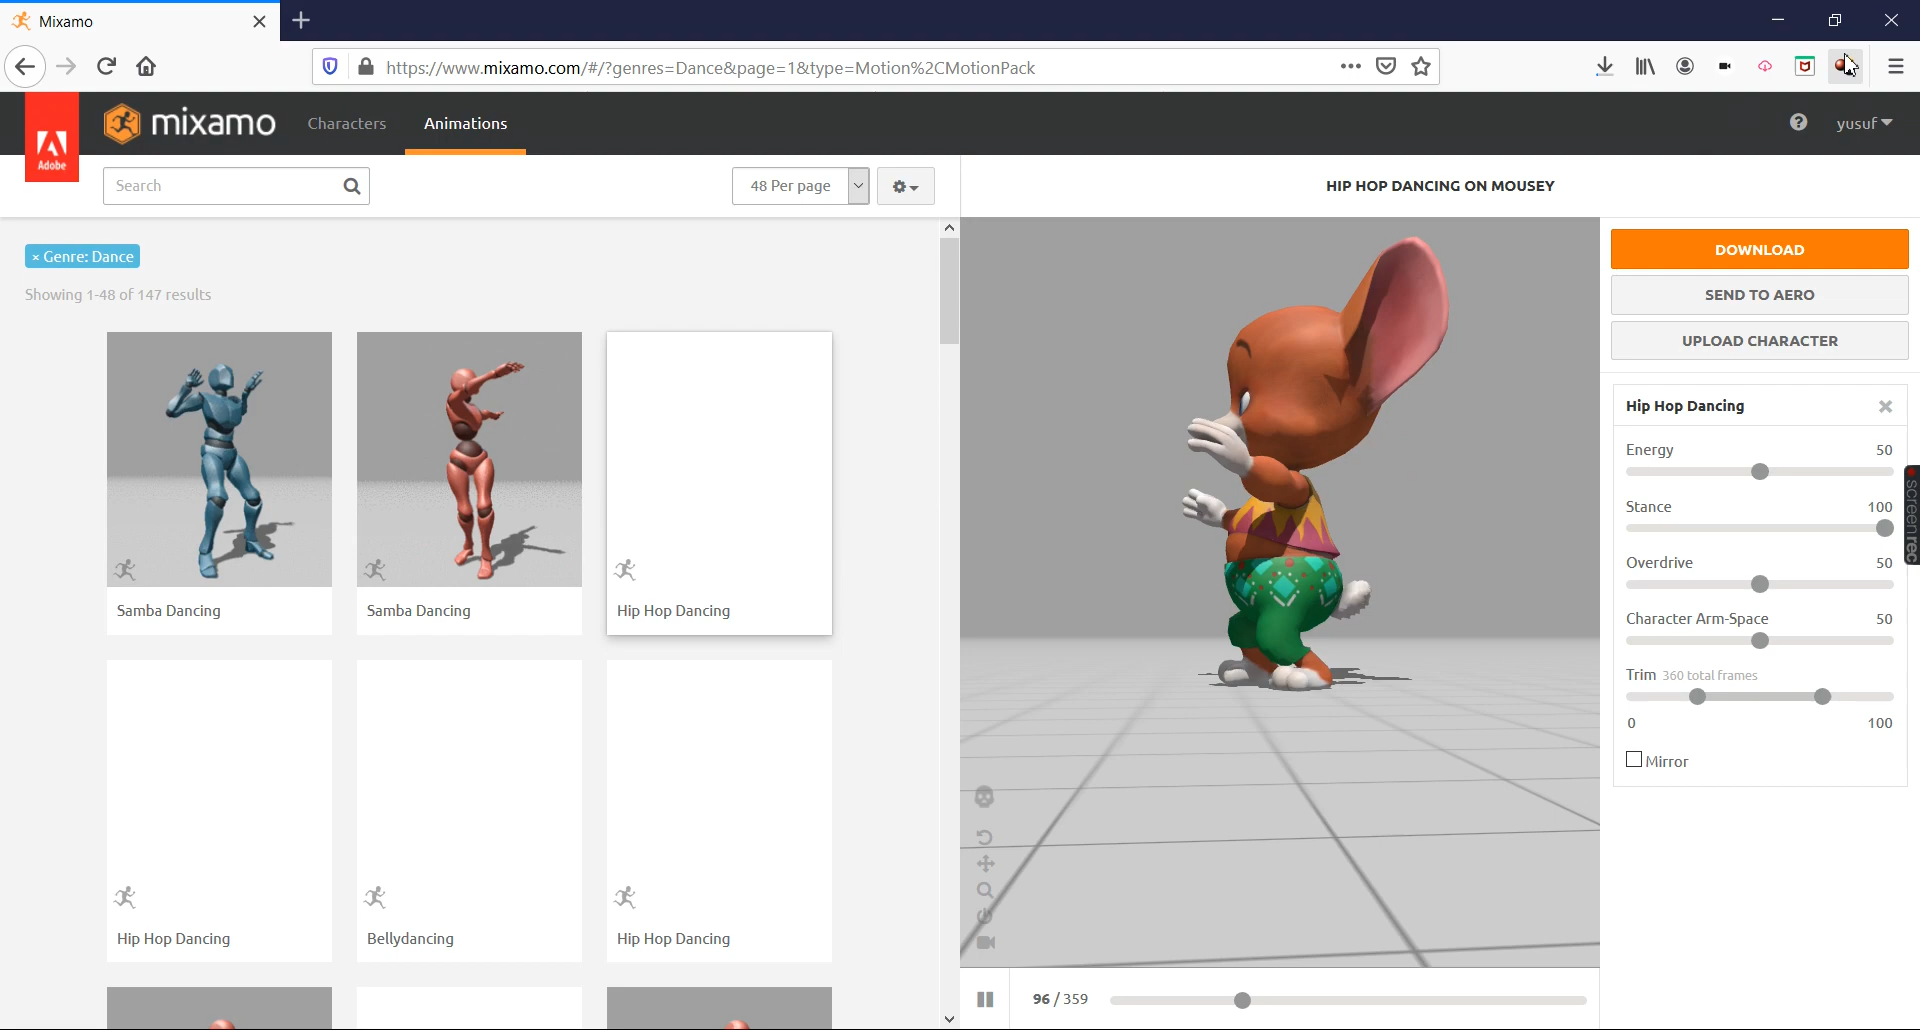 Mixamo
https://www.mixamo.com/#/?genres=Dance&page=1&type=Motion%2CMotionPack
Adobe
mixamo
Characters
Animations
yusuf
Search
48 Per page
HIP HOP DANCING ON MOUSEY
× Genre: Dance
Showing 1-48 of 147 results
Samba Dancing
Samba Dancing
Hip Hop Dancing
Hip Hop Dancing
Bellydancing
Hip Hop Dancing
96 / 359
DOWNLOAD
SEND TO AERO
UPLOAD CHARACTER
Hip Hop Dancing
Energy 50
Stance 100
Overdrive 50
Character Arm-Space 50
Trim 360 total frames
0 100
Mirror
screenrec